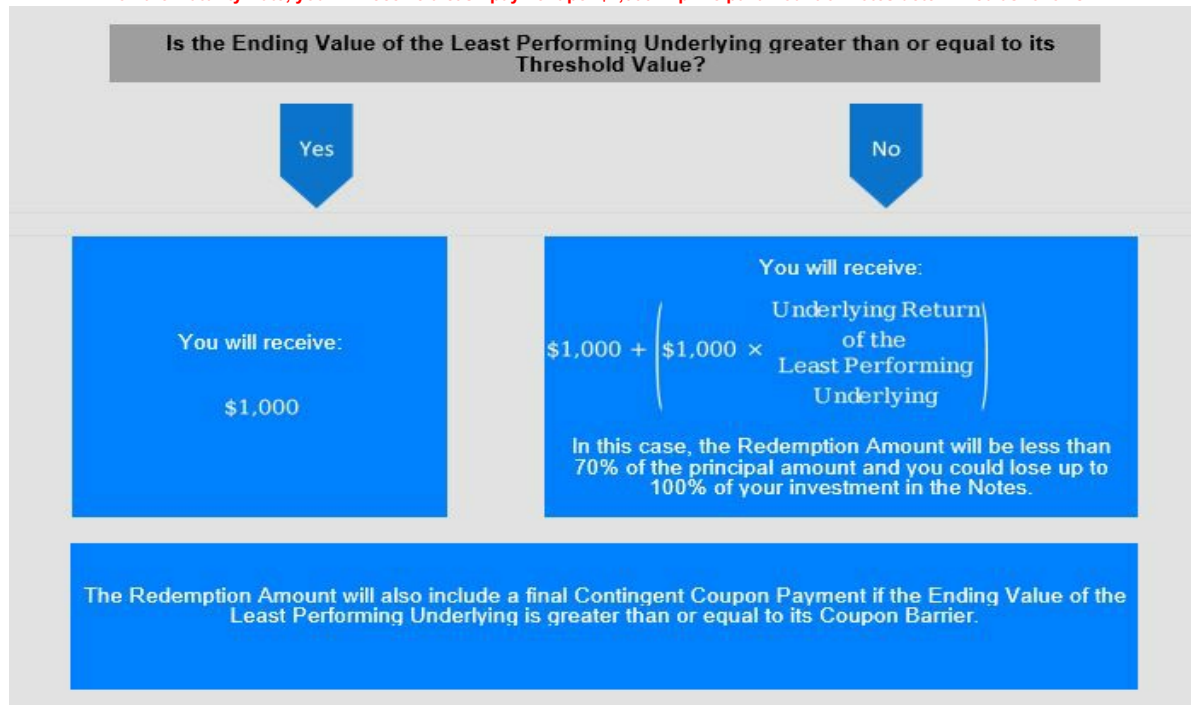 Is the Ending Value of the Least Performing Underlying greater than or equal to its
Threshold Value?
Yes
No
You will receive:
$1,000
You will receive:
$1,000 + ($1,000 × Underlying Return
of the
Least Performing
Underlying)
In this case, the Redemption Amount will be less than
70% of the principal amount and you could lose up to
100% of your investment in the Notes.
The Redemption Amount will also include a final Contingent Coupon Payment if the Ending Value of the
Least Performing Underlying is greater than or equal to its Coupon Barrier.